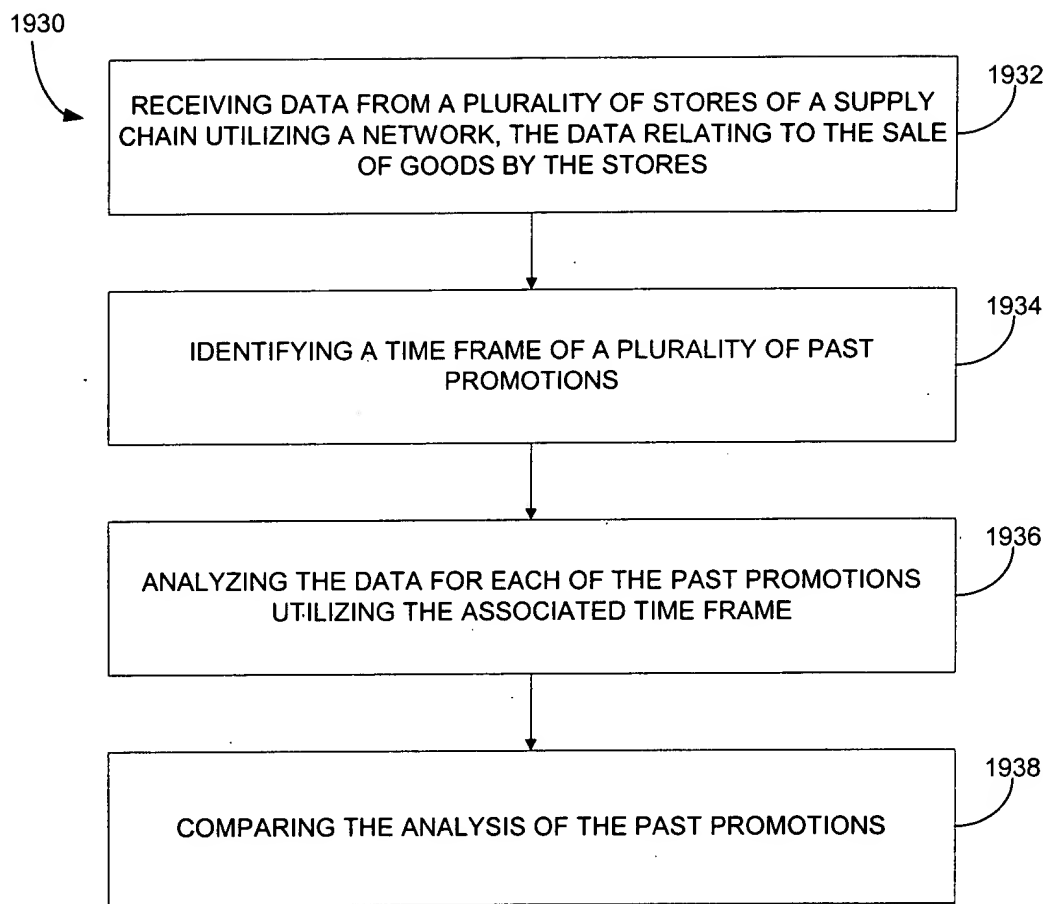 1930
1932
RECEIVING DATA FROM A PLURALITY OF STORES OF A SUPPLY
CHAIN UTILIZING A NETWORK, THE DATA RELATING TO THE SALE
OF GOODS BY THE STORES
1934
IDENTIFYING A TIME FRAME OF A PLURALITY OF PAST
PROMOTIONS
1936
ANALYZING THE DATA FOR EACH OF THE PAST PROMOTIONS
UTILIZING THE ASSOCIATED TIME FRAME
1938
COMPARING THE ANALYSIS OF THE PAST PROMOTIONS